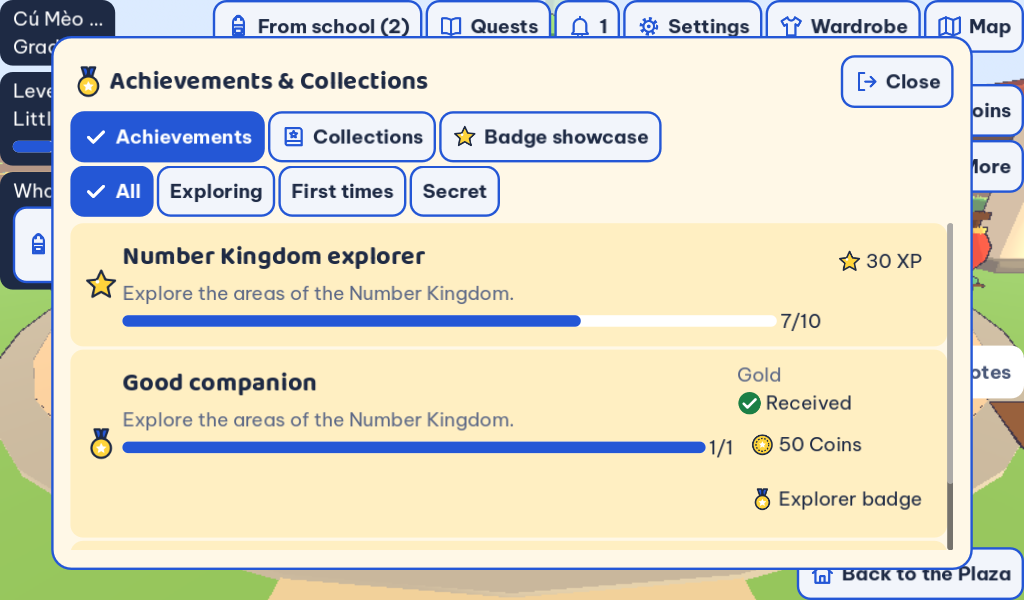 Cú Mèo ...
From school (2)
Quests
1
Settings
Wardrobe
Map
Achievements & Collections
Close
Achievements
Collections
Badge showcase
All
Exploring
First times
Secret
Number Kingdom explorer
30 XP
Explore the areas of the Number Kingdom.
7/10
Good companion
Gold
Received
Explore the areas of the Number Kingdom.
1/1
50 Coins
Explorer badge
Back to the Plaza